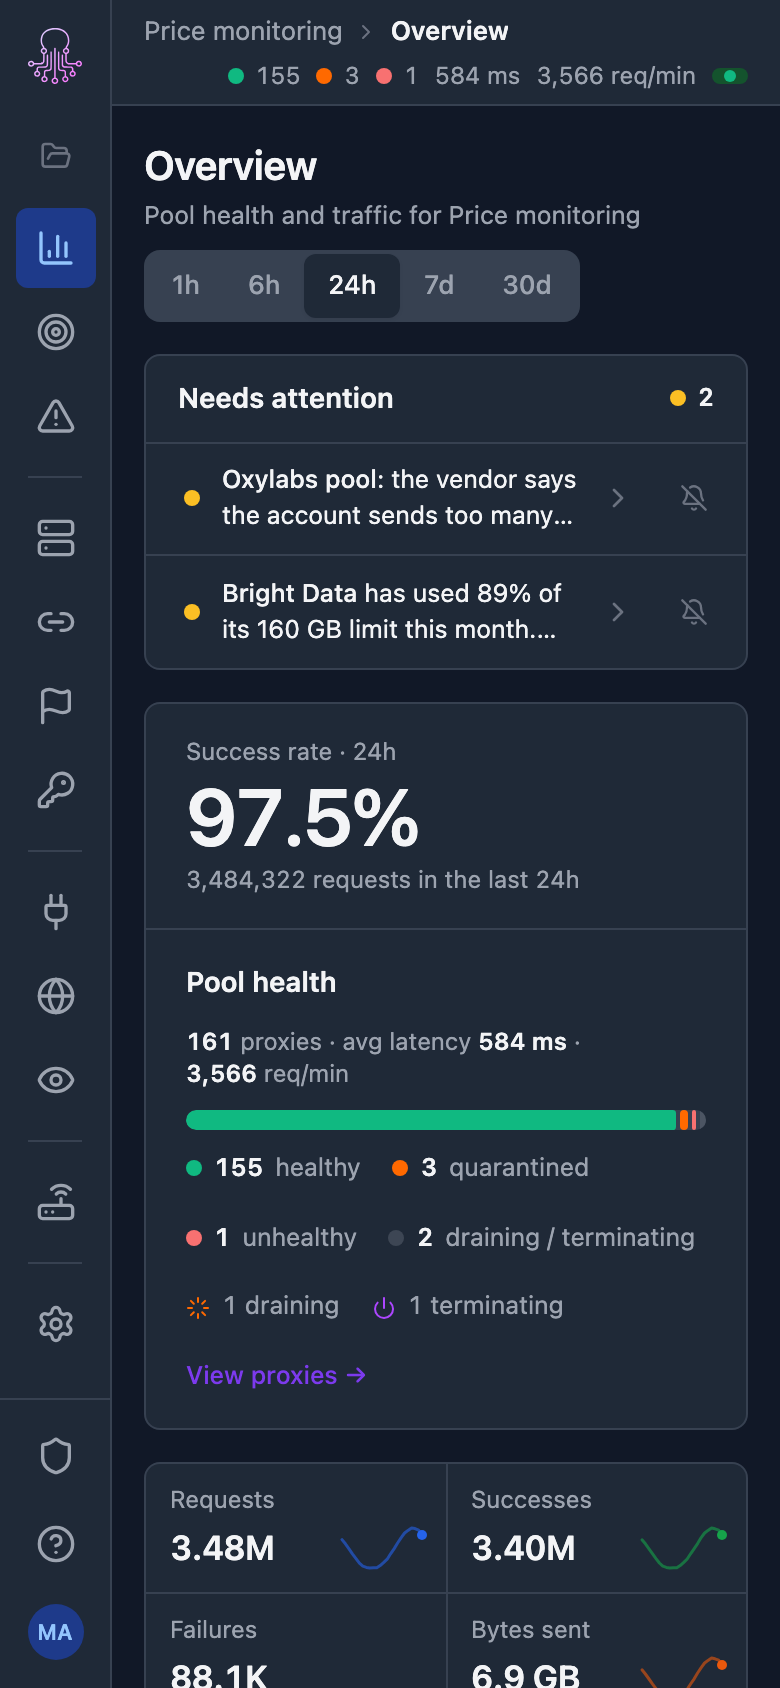 Price monitoring > Overview
155 3 1 584 ms 3,566 req/min
Overview
Pool health and traffic for Price monitoring
1h 6h 24h 7d 30d
Needs attention 2
Oxylabs pool: the vendor says
the account sends too many...
Bright Data has used 89% of
its 160 GB limit this month....
Success rate · 24h
97.5%
3,484,322 requests in the last 24h
Pool health
161 proxies · avg latency 584 ms ·
3,566 req/min
155 healthy 3 quarantined
1 unhealthy 2 draining / terminating
1 draining 1 terminating
View proxies →
Requests Successes
3.48M 3.40M
Failures Bytes sent
88.1K 6.9 GB
MA